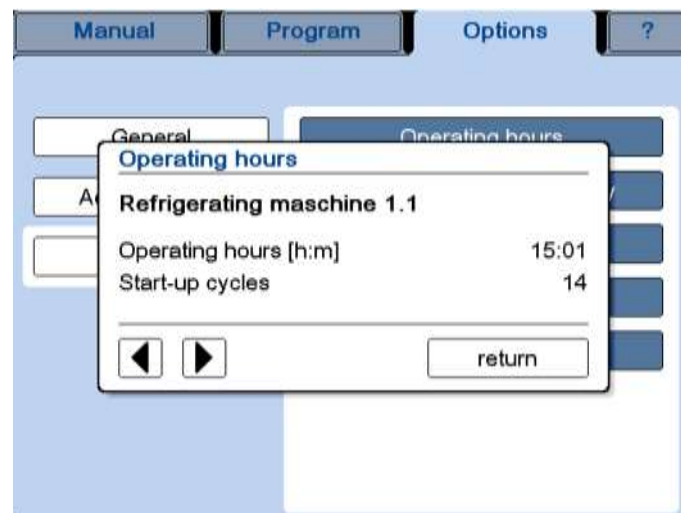 Manual Program Options ?
General Operating hours
Operating hours
Refrigerating maschine 1.1
Operating hours [h:m] 15:01
Start-up cycles 14
return